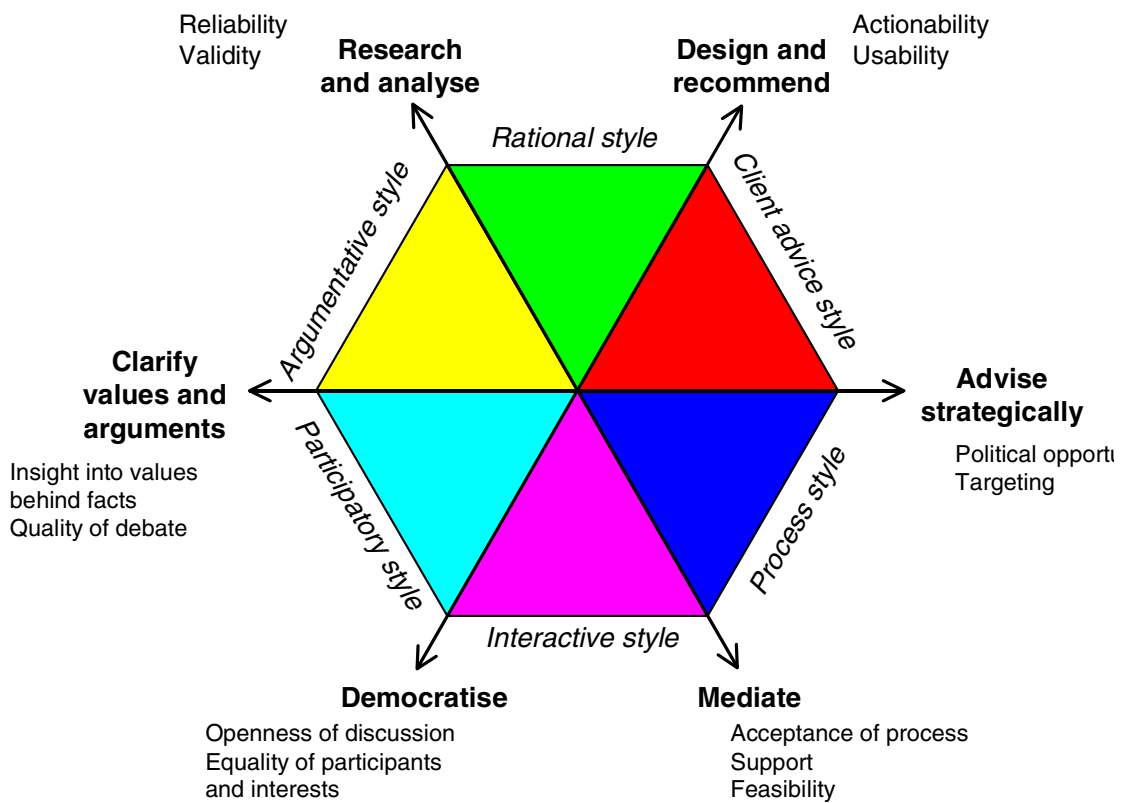 Reliability
Validity
Research
and analyse
Design and
recommend
Actionability
Usability
Rational style
Argumentative style
Client advice style
Clarify
values and
arguments
Insight into values
behind facts
Quality of debate
Advise
strategically
Political
Targeting
Participatory style
Process style
Interactive style
Democratise
Openness of discussion
Equality of participants
and interests
Mediate
Acceptance of process
Support
Feasibility